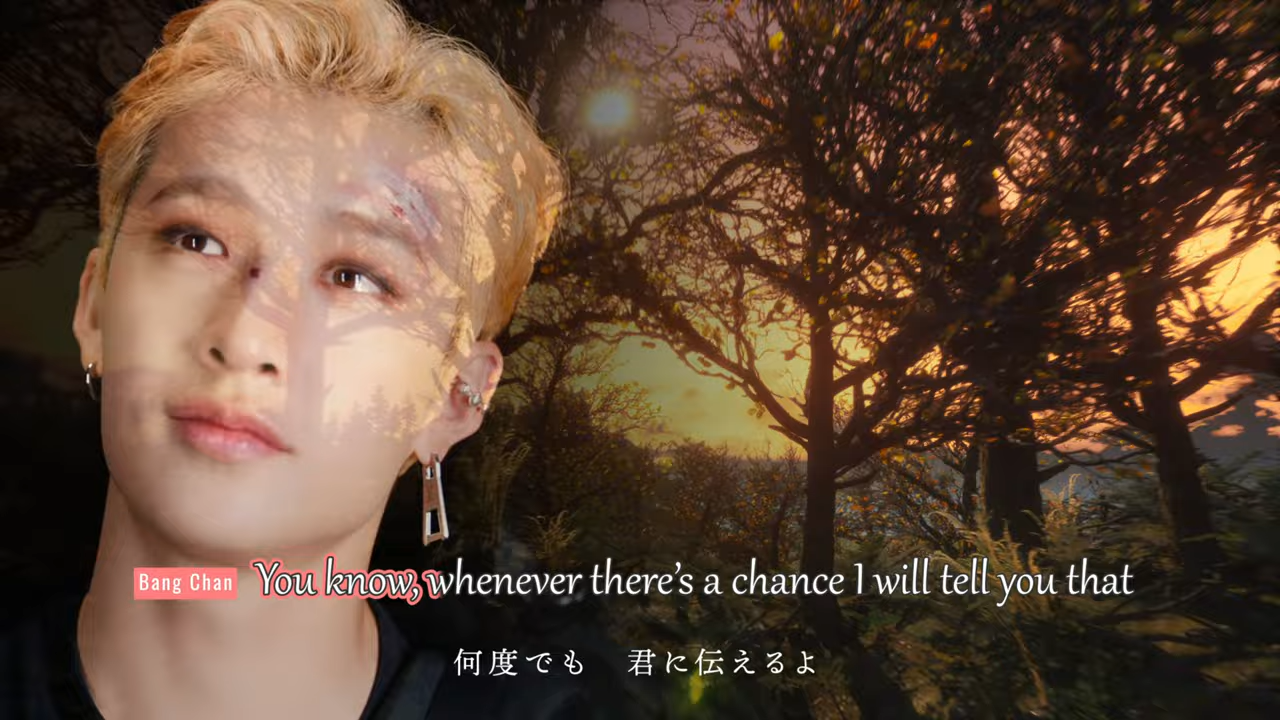 Bang Chan You know, whenever there's a chance I will tell you that
何度でも 君に伝えるよ